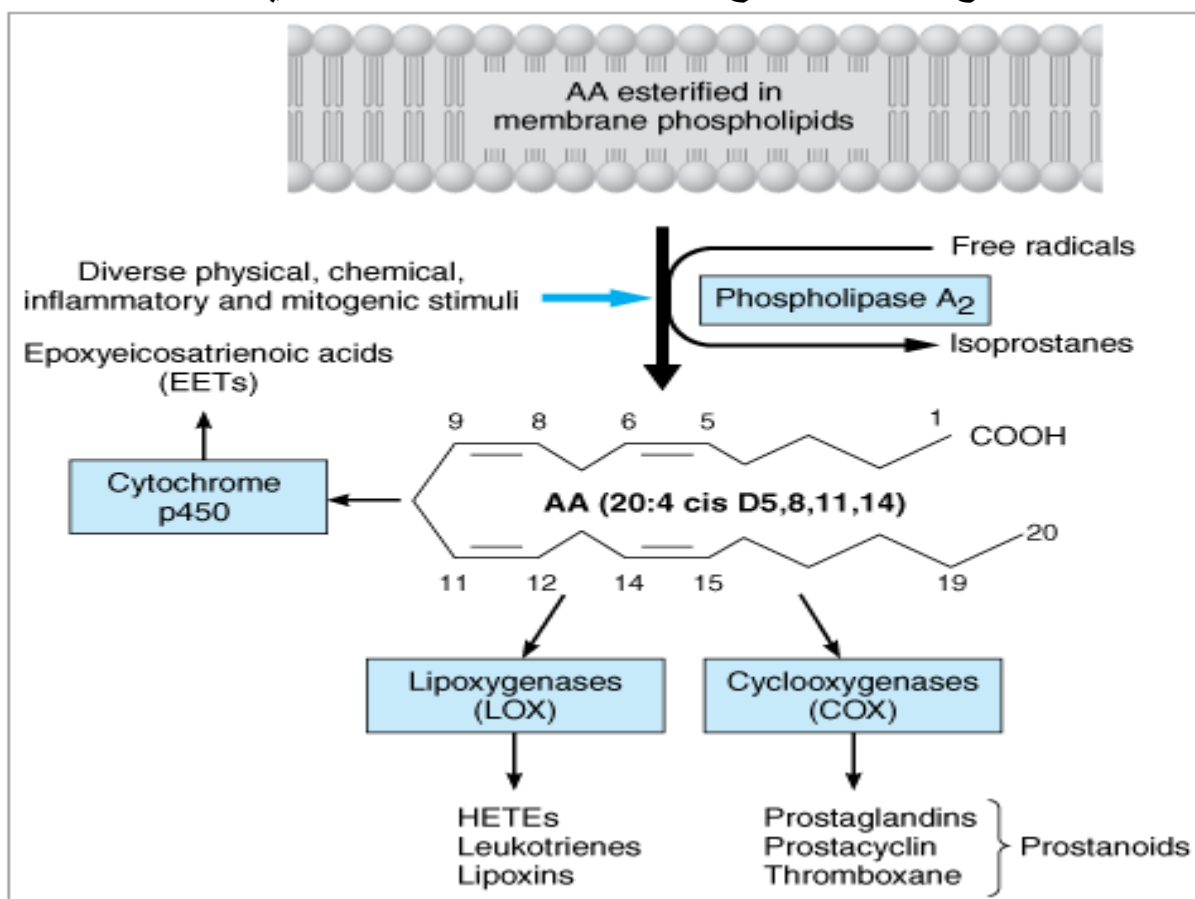 AA esterified in
membrane phospholipids
Free radicals
Diverse physical, chemical,
inflammatory and mitogenic stimuli
Phospholipase A2
Isoprostanes
Epoxyeicosatrienoic acids
(EETs)
9 8 6 5 1
COOH
Cytochrome
p450
AA (20:4 cis D5,8,11,14)
20
11 12 14 15 19
Lipoxygenases
(LOX)
Cyclooxygenases
(COX)
HETEs
Leukotrienes
Lipoxins
Prostaglandins
Prostacyclin
Thromboxane
Prostanoids